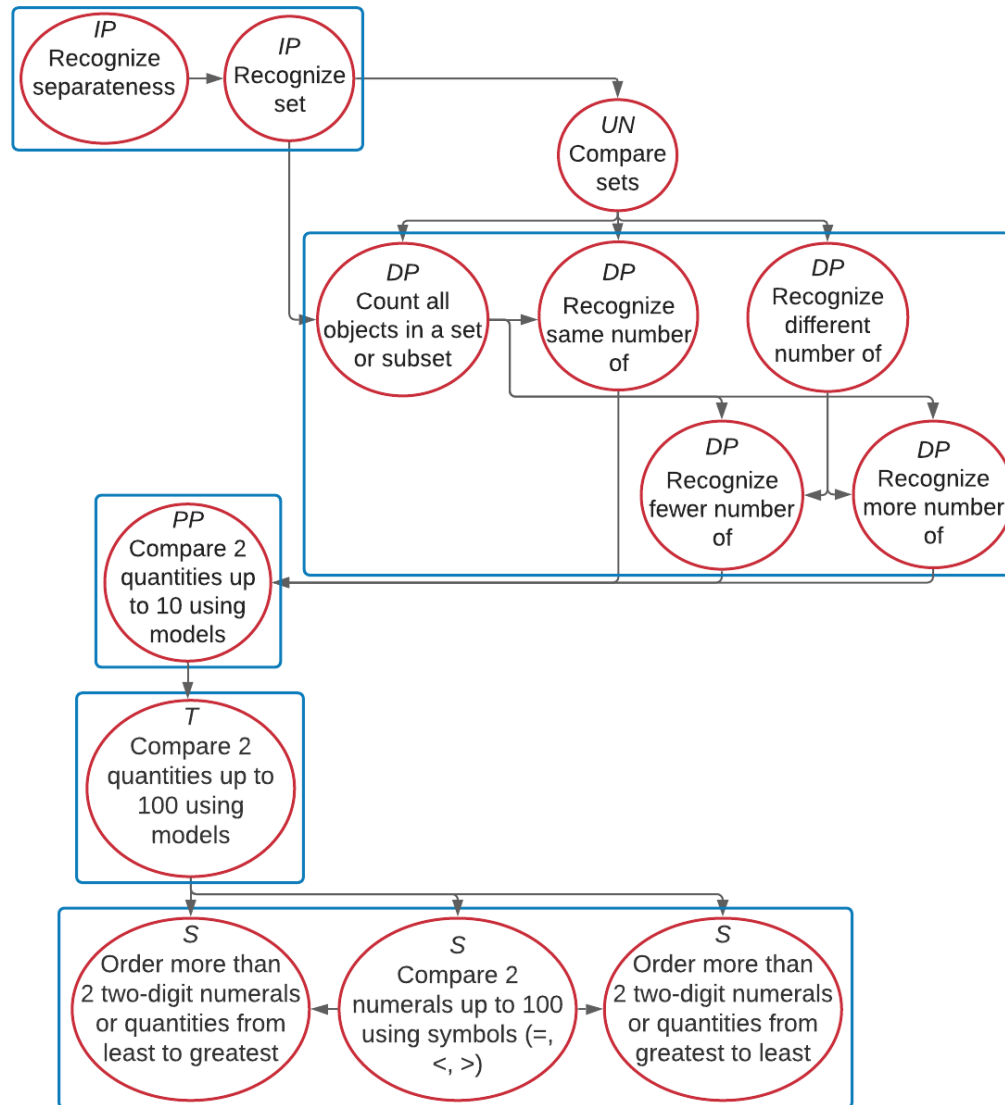 IP
Recognize
separateness
IP
Recognize
set
UN
Compare
sets
DP
Count all
objects in a set
or subset
DP
Recognize
same number
of
DP
Recognize
different
number of
DP
Recognize
fewer number
of
DP
Recognize
more number
of
PP
Compare 2
quantities up
to 10 using
models
T
Compare 2
quantities up to
100 using
models
S
Order more than
2 two-digit numerals
or quantities from
least to greatest
S
Compare 2
numerals up to 100
using symbols (=,
<, >)
S
Order more than
2 two-digit numerals
or quantities from
greatest to least